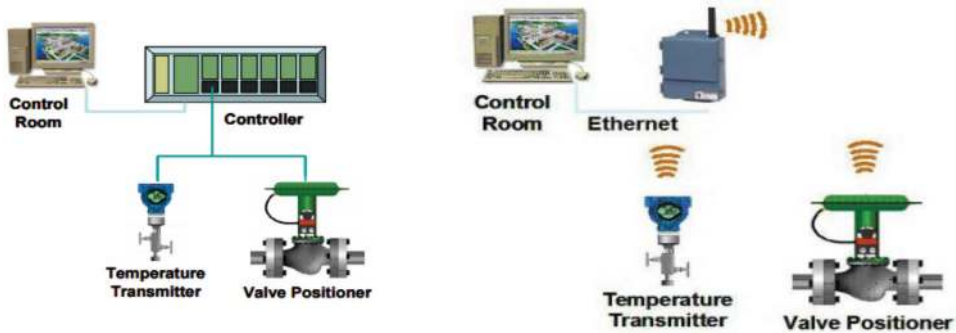 Control
Room
Controller
Temperature
Transmitter
Valve Positioner
Control
Room
Ethernet
Temperature
Transmitter
Valve Positioner